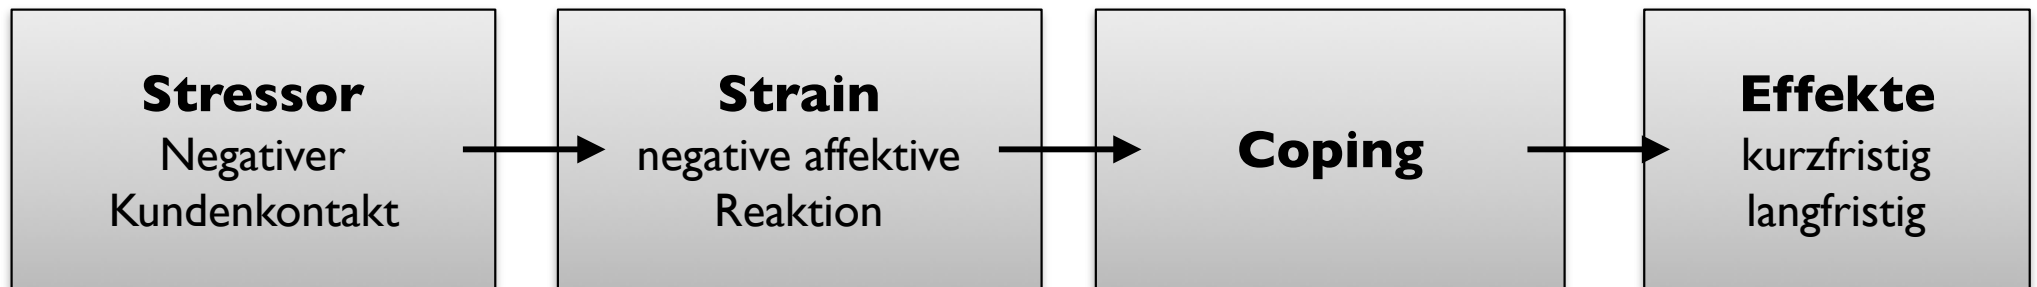 Stressor
Negativer
Kundenkontakt
Strain
negative affektive
Reaktion
Coping
Effekte
kurzfristig
langfristig